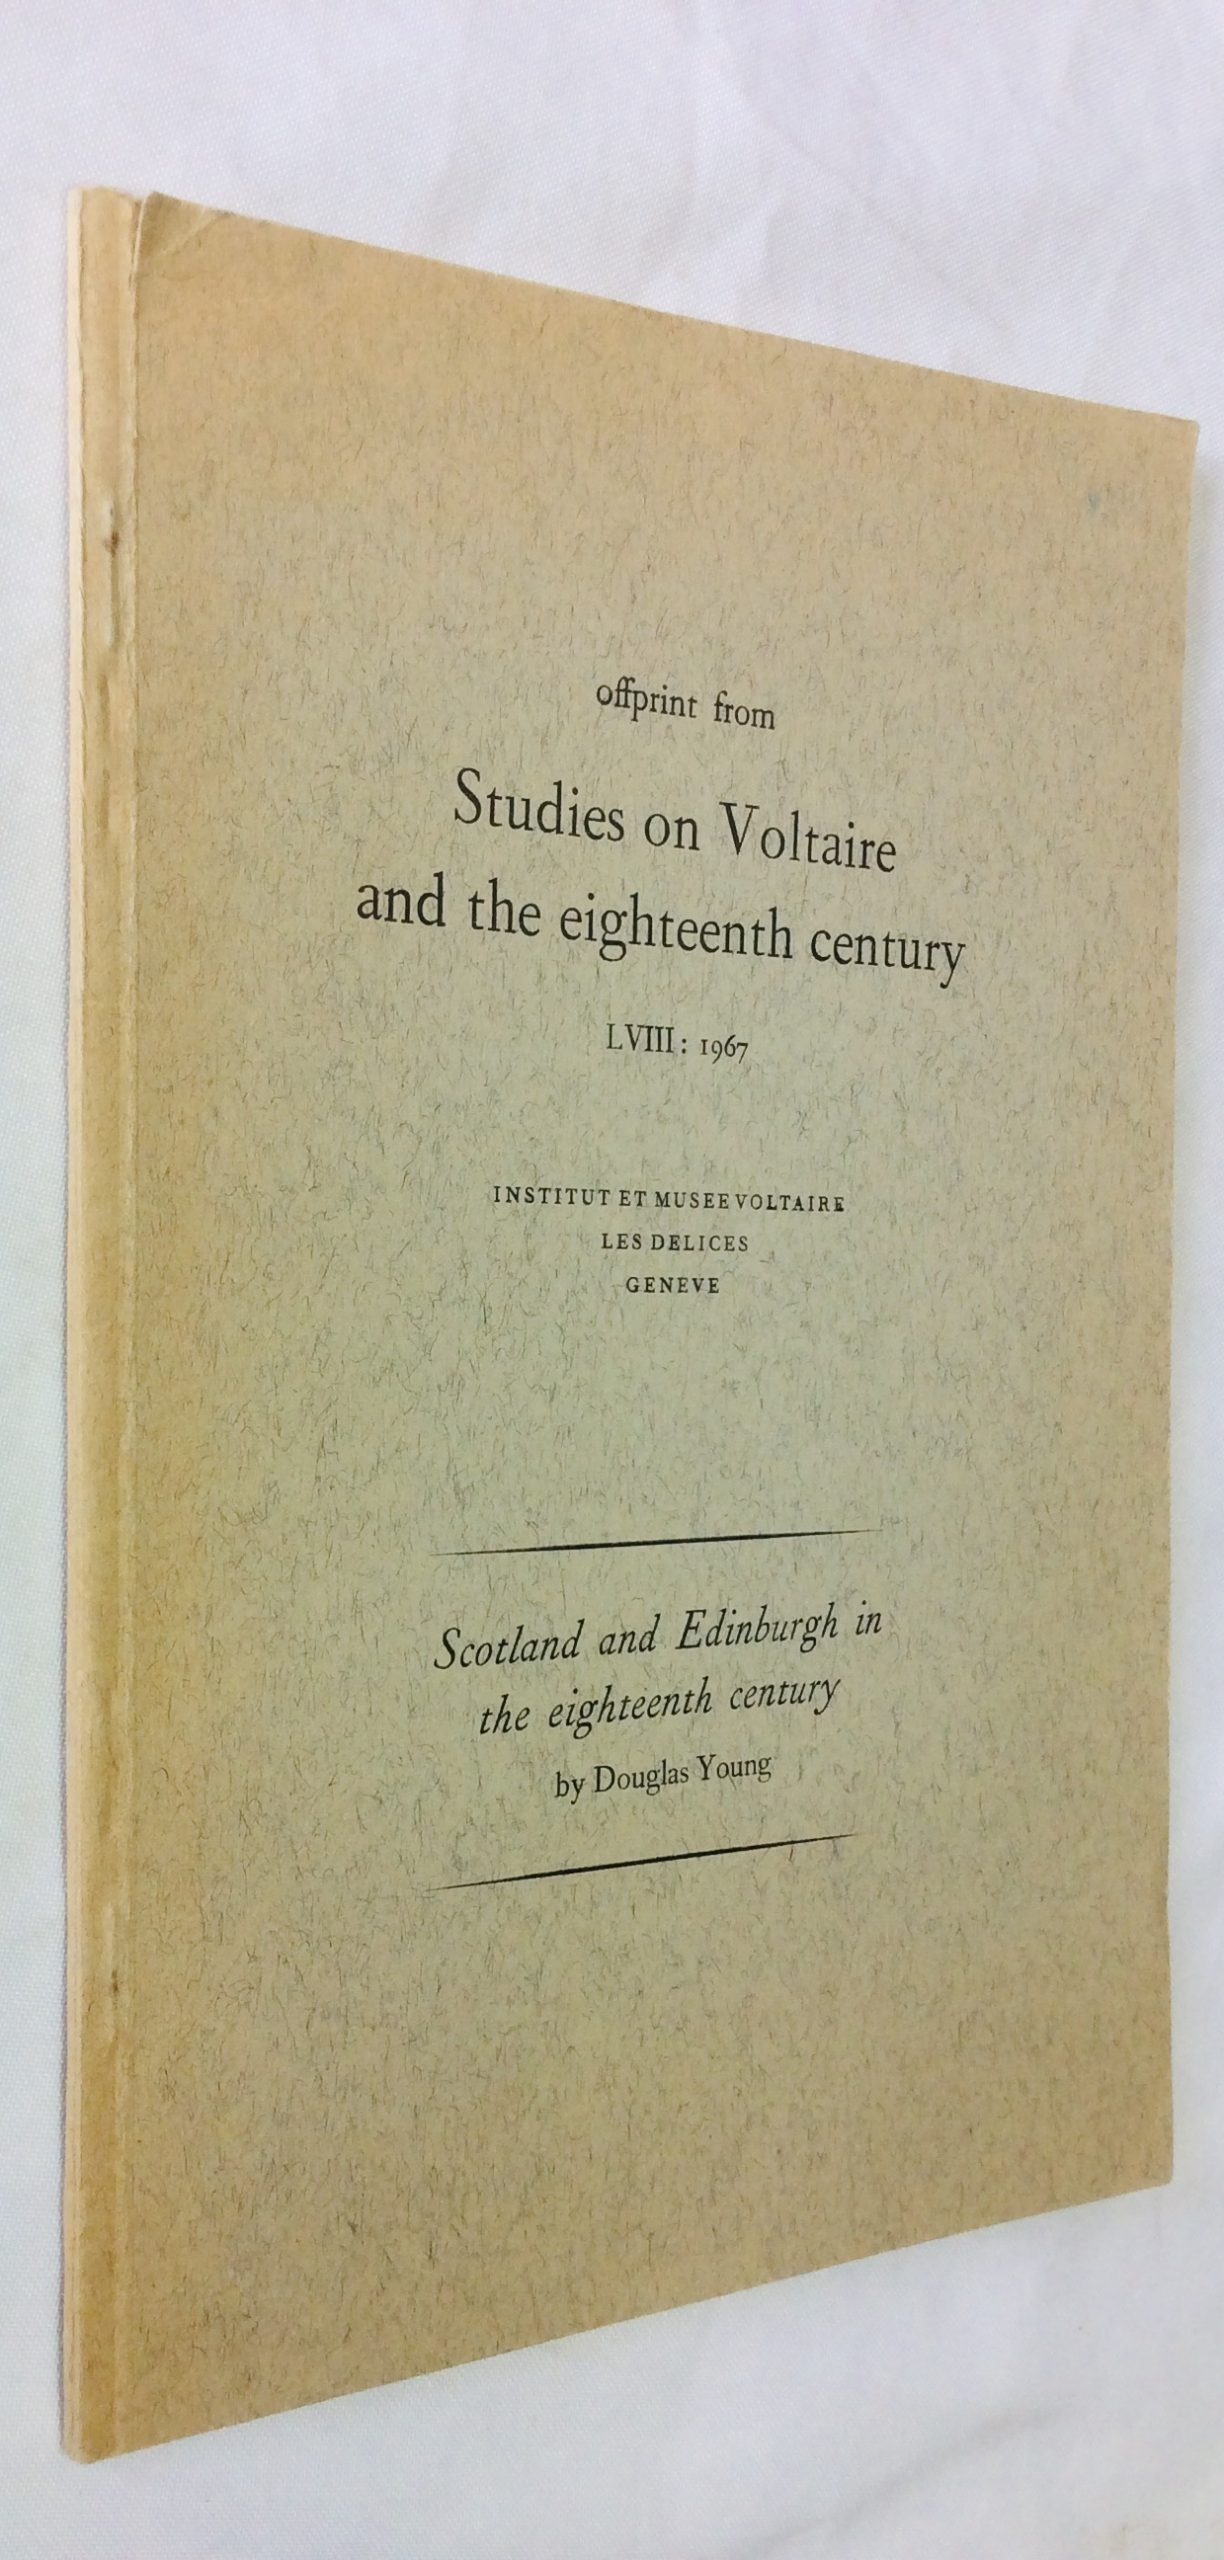 offprint from
Studies on Voltaire
and the eighteenth century
LVIII: 1967
INSTITUT ET MUSEE VOLTAIRE
LES DELICES
GENEVE
Scotland and Edinburgh in
the eighteenth century
by Douglas Young